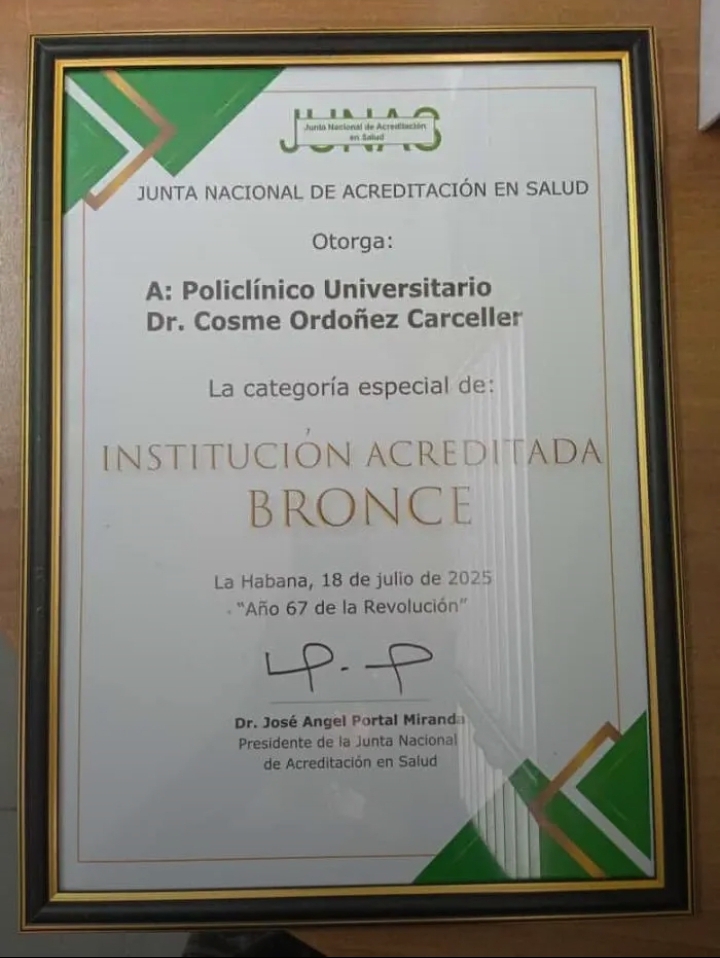 JUNAS
Junta Nacional de Acreditación
en Salud
JUNTA NACIONAL DE ACREDITACIÓN EN SALUD
Otorga:
A: Policlínico Universitario
Dr. Cosme Ordoñez Carceller
La categoría especial de:
INSTITUCIÓN ACREDITADA
BRONCE
La Habana, 18 de julio de 2025
"Año 67 de la Revolución"
Dr. José Angel Portal Miranda
Presidente de la Junta Nacional
de Acreditación en Salud